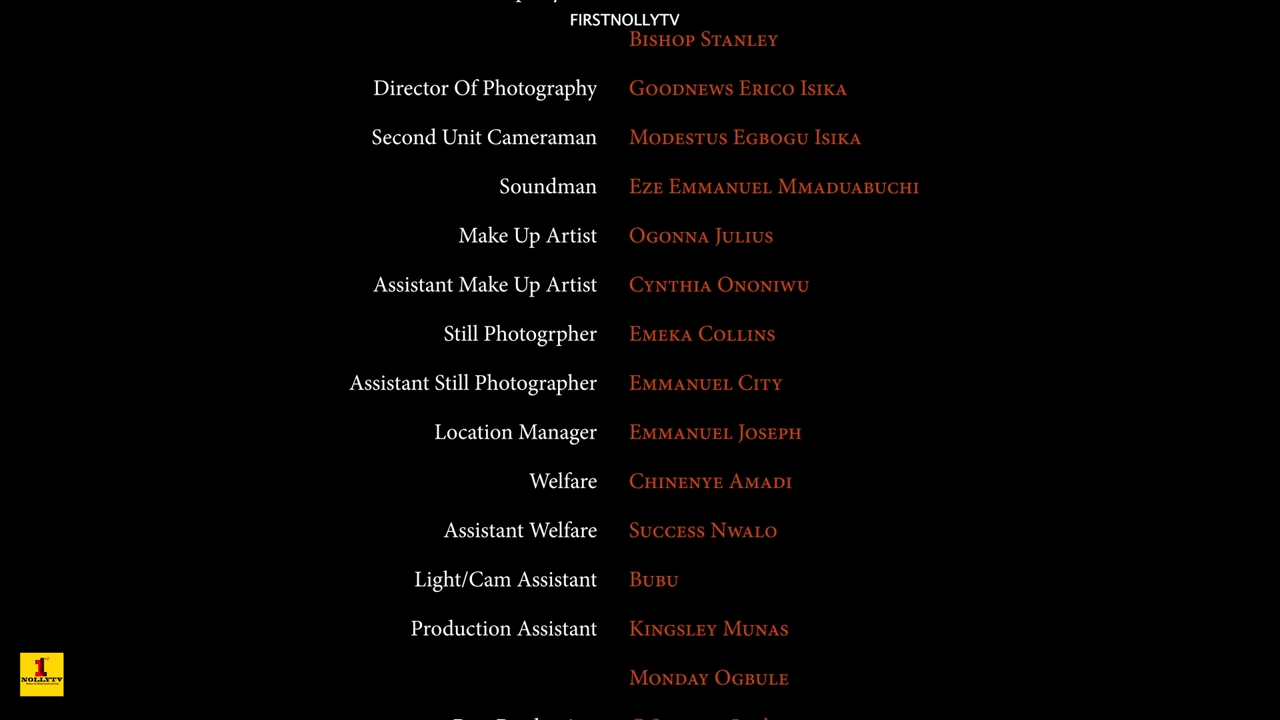 FIRSTNOLLYTV
Bishop Stanley
Director Of Photography Goodnews Erico Isika
Second Unit Cameraman Modestus Egbogu Isika
Soundman Eze Emmanuel Mmaduabuchi
Make Up Artist Ogonna Julius
Assistant Make Up Artist Cynthia Ononiwu
Still Photogrpher Emeka Collins
Assistant Still Photographer Emmanuel City
Location Manager Emmanuel Joseph
Welfare Chinenye Amadi
Assistant Welfare Success Nwalo
Light/Cam Assistant Bubu
Production Assistant Kingsley Munas
Monday Ogbule
1
NOLLYTV